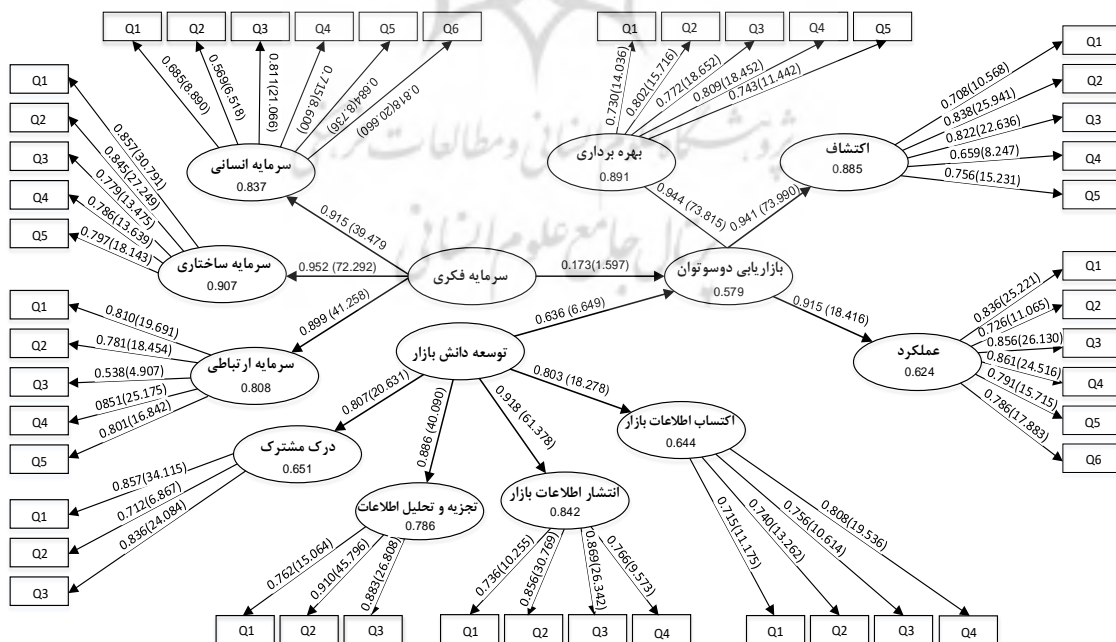 Q1 Q2 Q3 Q4 Q5 Q6
Q1 Q2 Q3 Q4 Q5
0.685(8.890)
0.569(6.518)
0.811(21.066)
0.715(8.600)
0.684(8.736)
0.818(20.660)
0.730(14.036)
0.802(15.716)
0.772(18.652)
0.809(18.452)
0.743(11.442)
Q1
Q2
Q3
Q4
Q5
0.708(10.568)
0.838(25.941)
0.822(22.636)
0.659(8.247)
0.756(15.231)
Q1
Q2
Q3
Q4
Q5
0.857(30.791)
0.845(27.249)
0.779(13.475)
0.786(13.639)
0.797(18.143)
پژوهشگاه علوم انسانی و مطالعات فرهنگی
پرتال جامع علوم انسانی
سرمایه انسانی
0.837
بهره برداری
0.891
اکتشاف
0.885
0.915 (39.479
0.944 (73.815)
0.941 (73.990)
سرمایه ساختاری
0.907
0.952 (72.292)
سرمایه فکری
0.173(1.597)
بازاریابی دوسوتوان
0.579
0.899 (41.258)
0.636 (6.649)
0.915 (18.416)
Q1
Q2
Q3
Q4
Q5
0.810(19.691)
0.781(18.454)
0.538(4.907)
0851(25.175)
0.801(16.842)
سرمایه ارتباطی
0.808
توسعه دانش بازار
عملکرد
0.624
0.836(25.221)
0.726(11.065)
0.856(26.130)
0.861(24.516)
0.791(15.715)
0.786(17.883)
Q1
Q2
Q3
Q4
Q5
Q6
0.807(20.631)
0.886 (40.090)
0.918 (61.378)
0.803 (18.278)
درک مشترک
0.651
اکتساب اطلاعات بازار
0.644
تجزیه و تحلیل اطلاعات
0.786
انتشار اطلاعات بازار
0.842
0.857(34.115)
0.712(6.867)
0.836(24.084)
Q1
Q2
Q3
0.762(15.064)
0.910(45.796)
0.883(26.808)
0.736(10.255)
0.856(30.769)
0.869(26.342)
0.766(9.573)
0.715(11.175)
0.740(13.262)
0.756(10.614)
0.808(19.536)
Q1 Q2 Q3
Q1 Q2 Q3 Q4
Q1 Q2 Q3 Q4